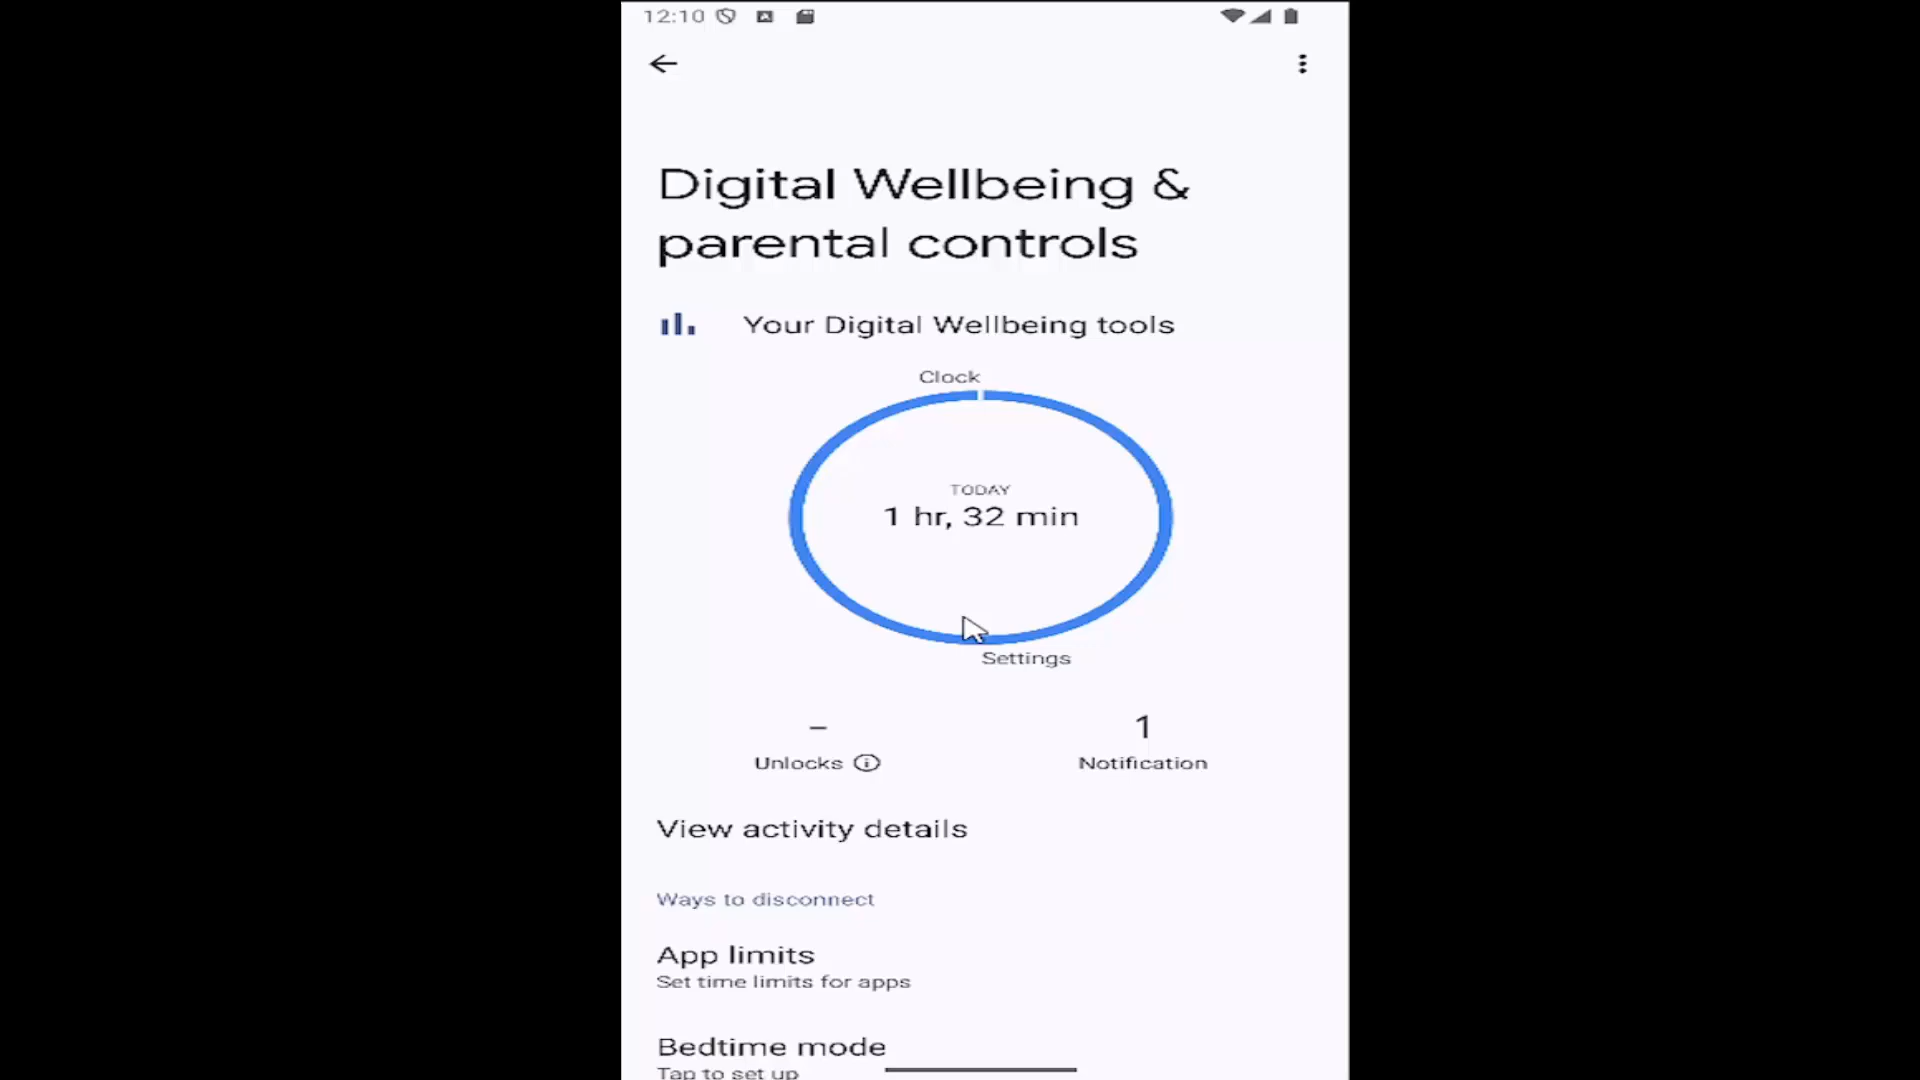 12:10
Digital Wellbeing &
parental controls
Your Digital Wellbeing tools
Clock
TODAY
1 hr, 32 min
Settings
– 1
Unlocks Notification
View activity details
Ways to disconnect
App limits
Set time limits for apps
Bedtime mode
Tap to set up